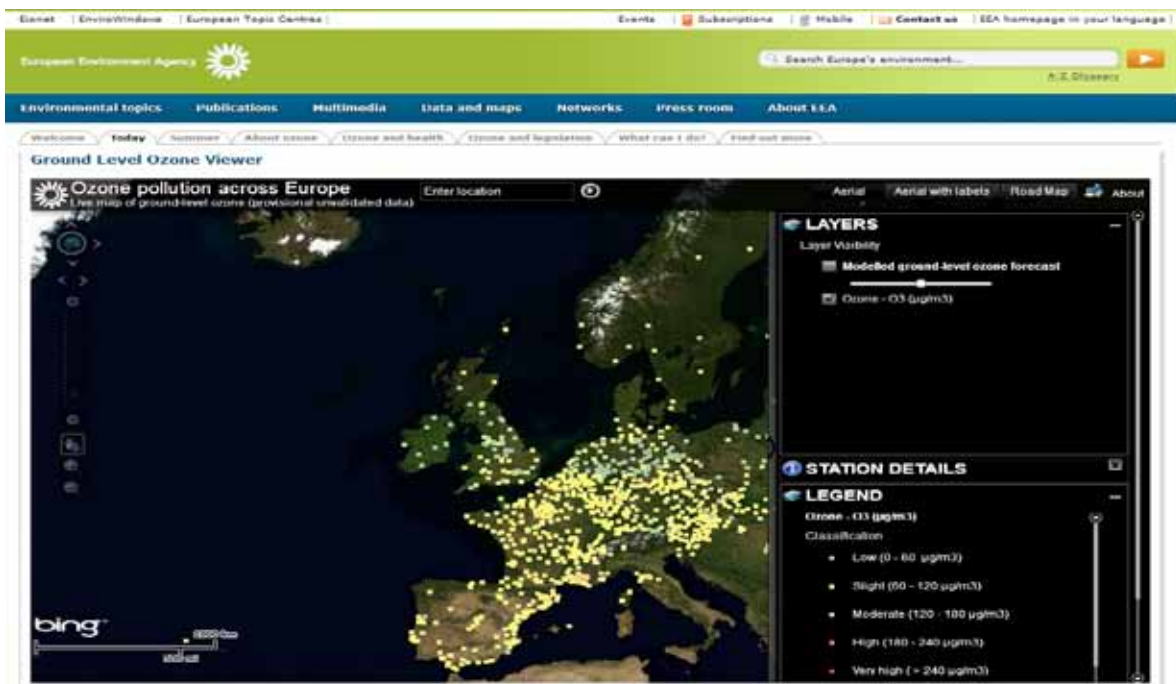 Eionet | EnviroWindows | European Topic Centres | Events | Subscriptions | Mobile | Contact us | EEA homepage in your language
European Environment Agency
Search Europe's environment...
A-Z Glossary
Environmental topics Publications Multimedia Data and maps Networks Press room About EEA
Welcome Today Summer About ozone Ozone and health Ozone and legislation What can I do? Find out more
Ground Level Ozone Viewer
Ozone pollution across Europe Enter location Aerial Aerial with labels Road Map About
Live map of ground-level ozone (provisional unvalidated data)
LAYERS
Layer Visibility
Modelled ground-level ozone forecast
Ozone - O3 (µg/m3)
STATION DETAILS
LEGEND
Ozone - O3 (µg/m3)
Classification
Low (0 - 60 µg/m3)
Slight (60 - 120 µg/m3)
Moderate (120 - 180 µg/m3)
High (180 - 240 µg/m3)
Very high ( > 240 µg/m3)
bing